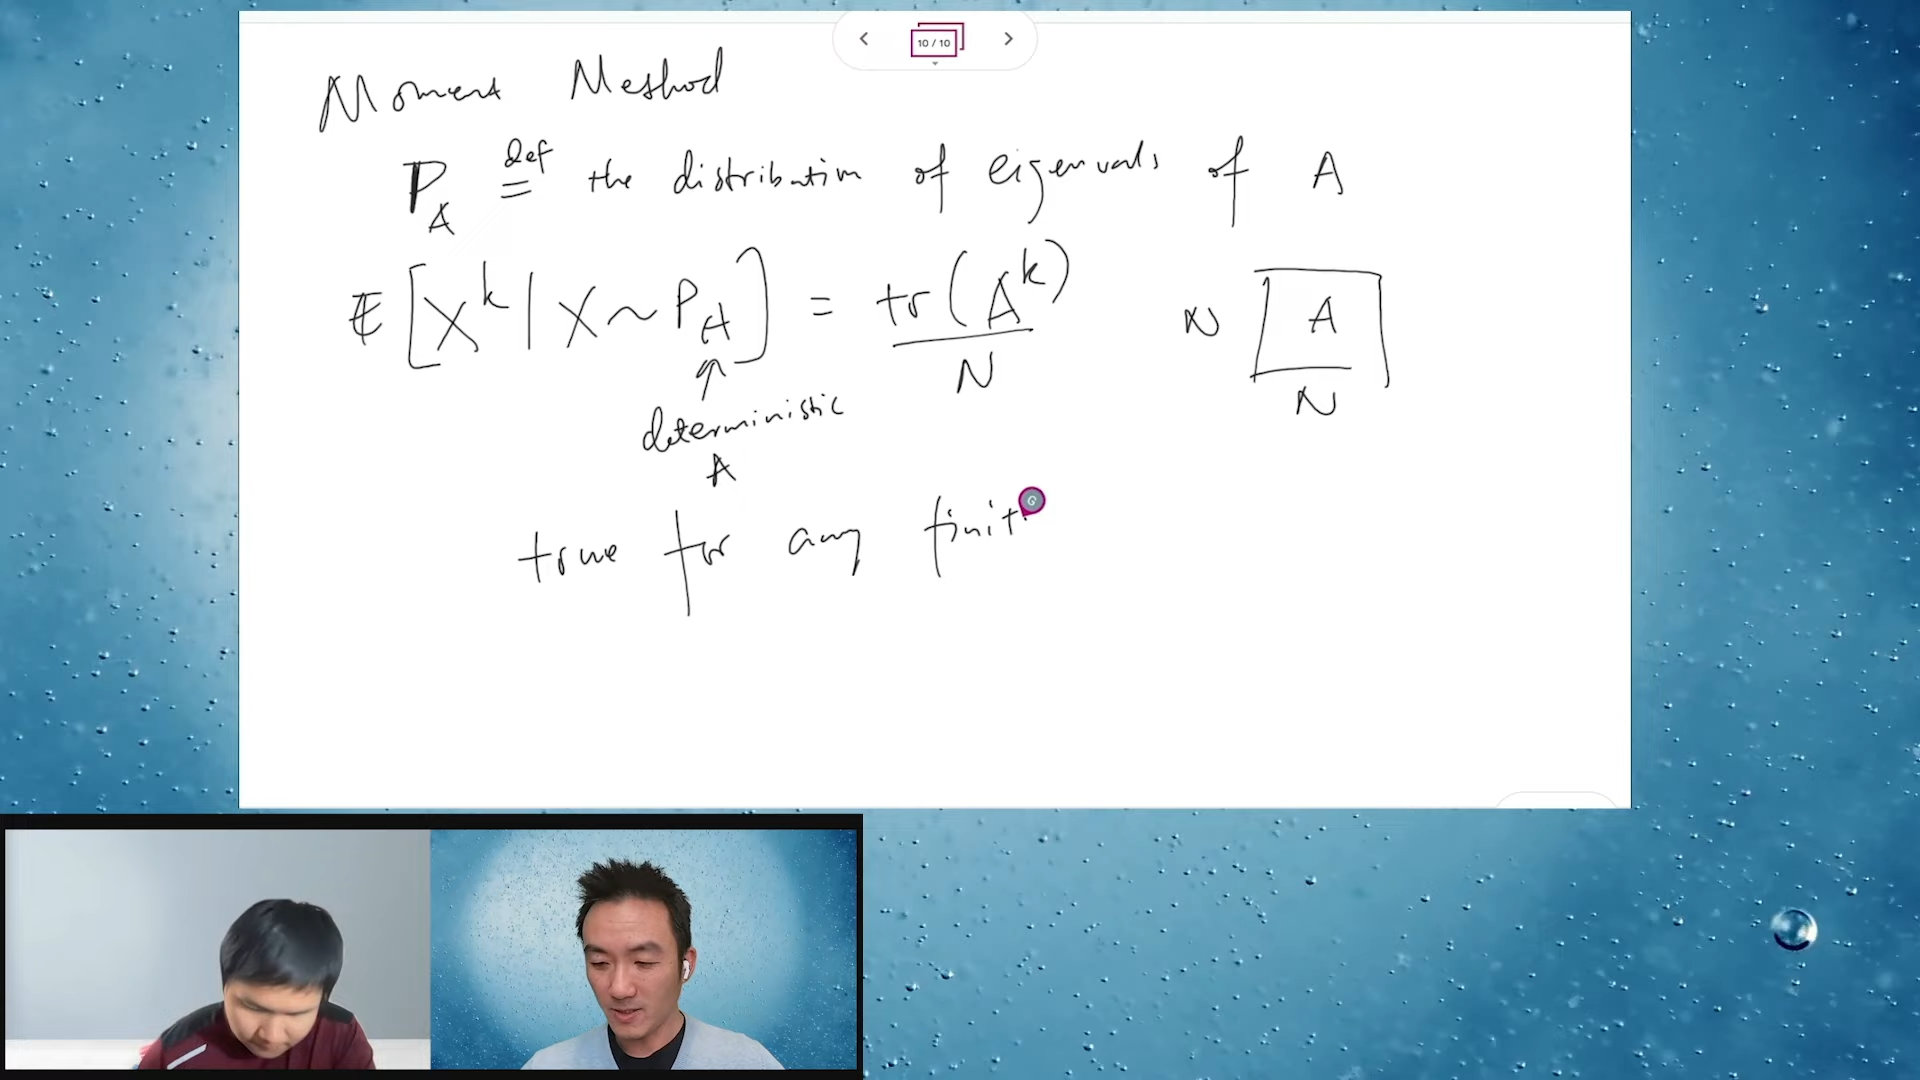 10 / 10
Moment Method
P_A def= the distribution of eigenvals of A
E[X^k | X ~ P_A] = tr(A^k) / N
N A
N
deterministic
A
true for any finit
G